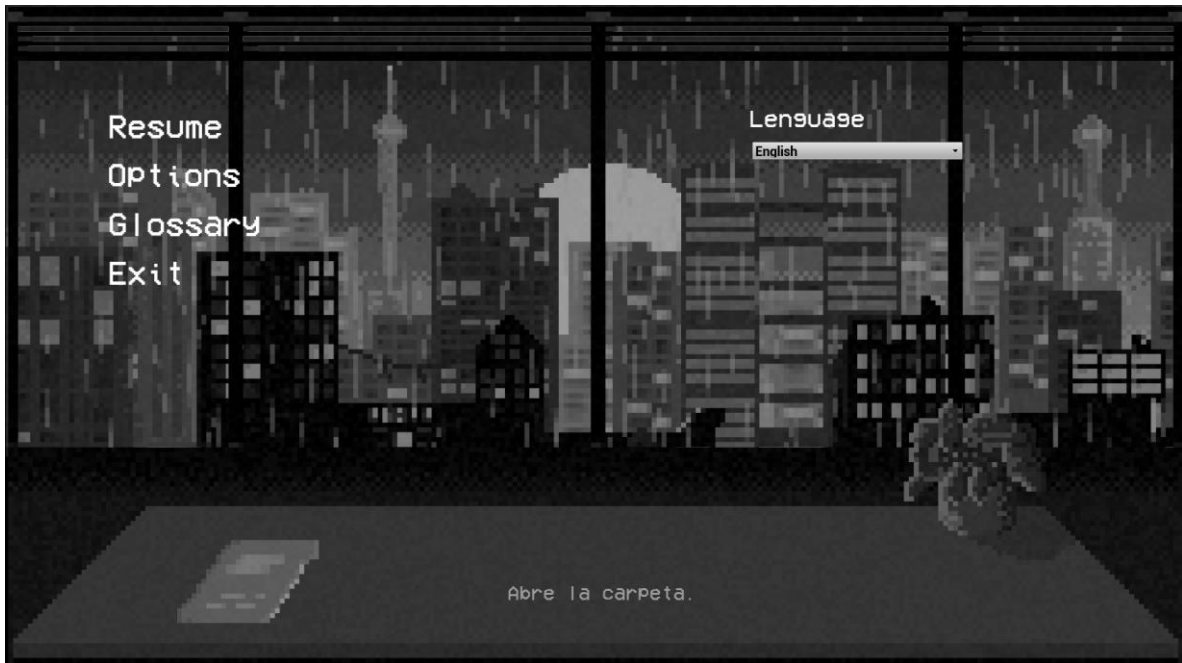 Resume
Options
Glossary
Exit
Lenguage
English
Abre la carpeta.